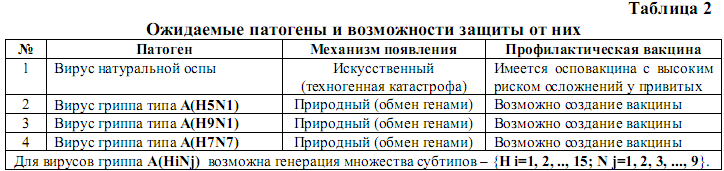 Таблица 2
Ожидаемые патогены и возможности защиты от них
№ Патоген Механизм появления Профилактическая вакцина
1 Вирус натуральной оспы Искусственный Имеется осповакцина с высоким
(техногенная катастрофа) риском осложнений у привитых
2 Вирус гриппа типа А(H5N1) Природный (обмен генами) Возможно создание вакцины
3 Вирус гриппа типа А(H9N1) Природный (обмен генами) Возможно создание вакцины
4 Вирус гриппа типа А(H7N7) Природный (обмен генами) Возможно создание вакцины
Для вирусов гриппа А(HiNj) возможна генерация множества субтипов – {H i=1, 2, .., 15; N j=1, 2, 3, ..., 9}.